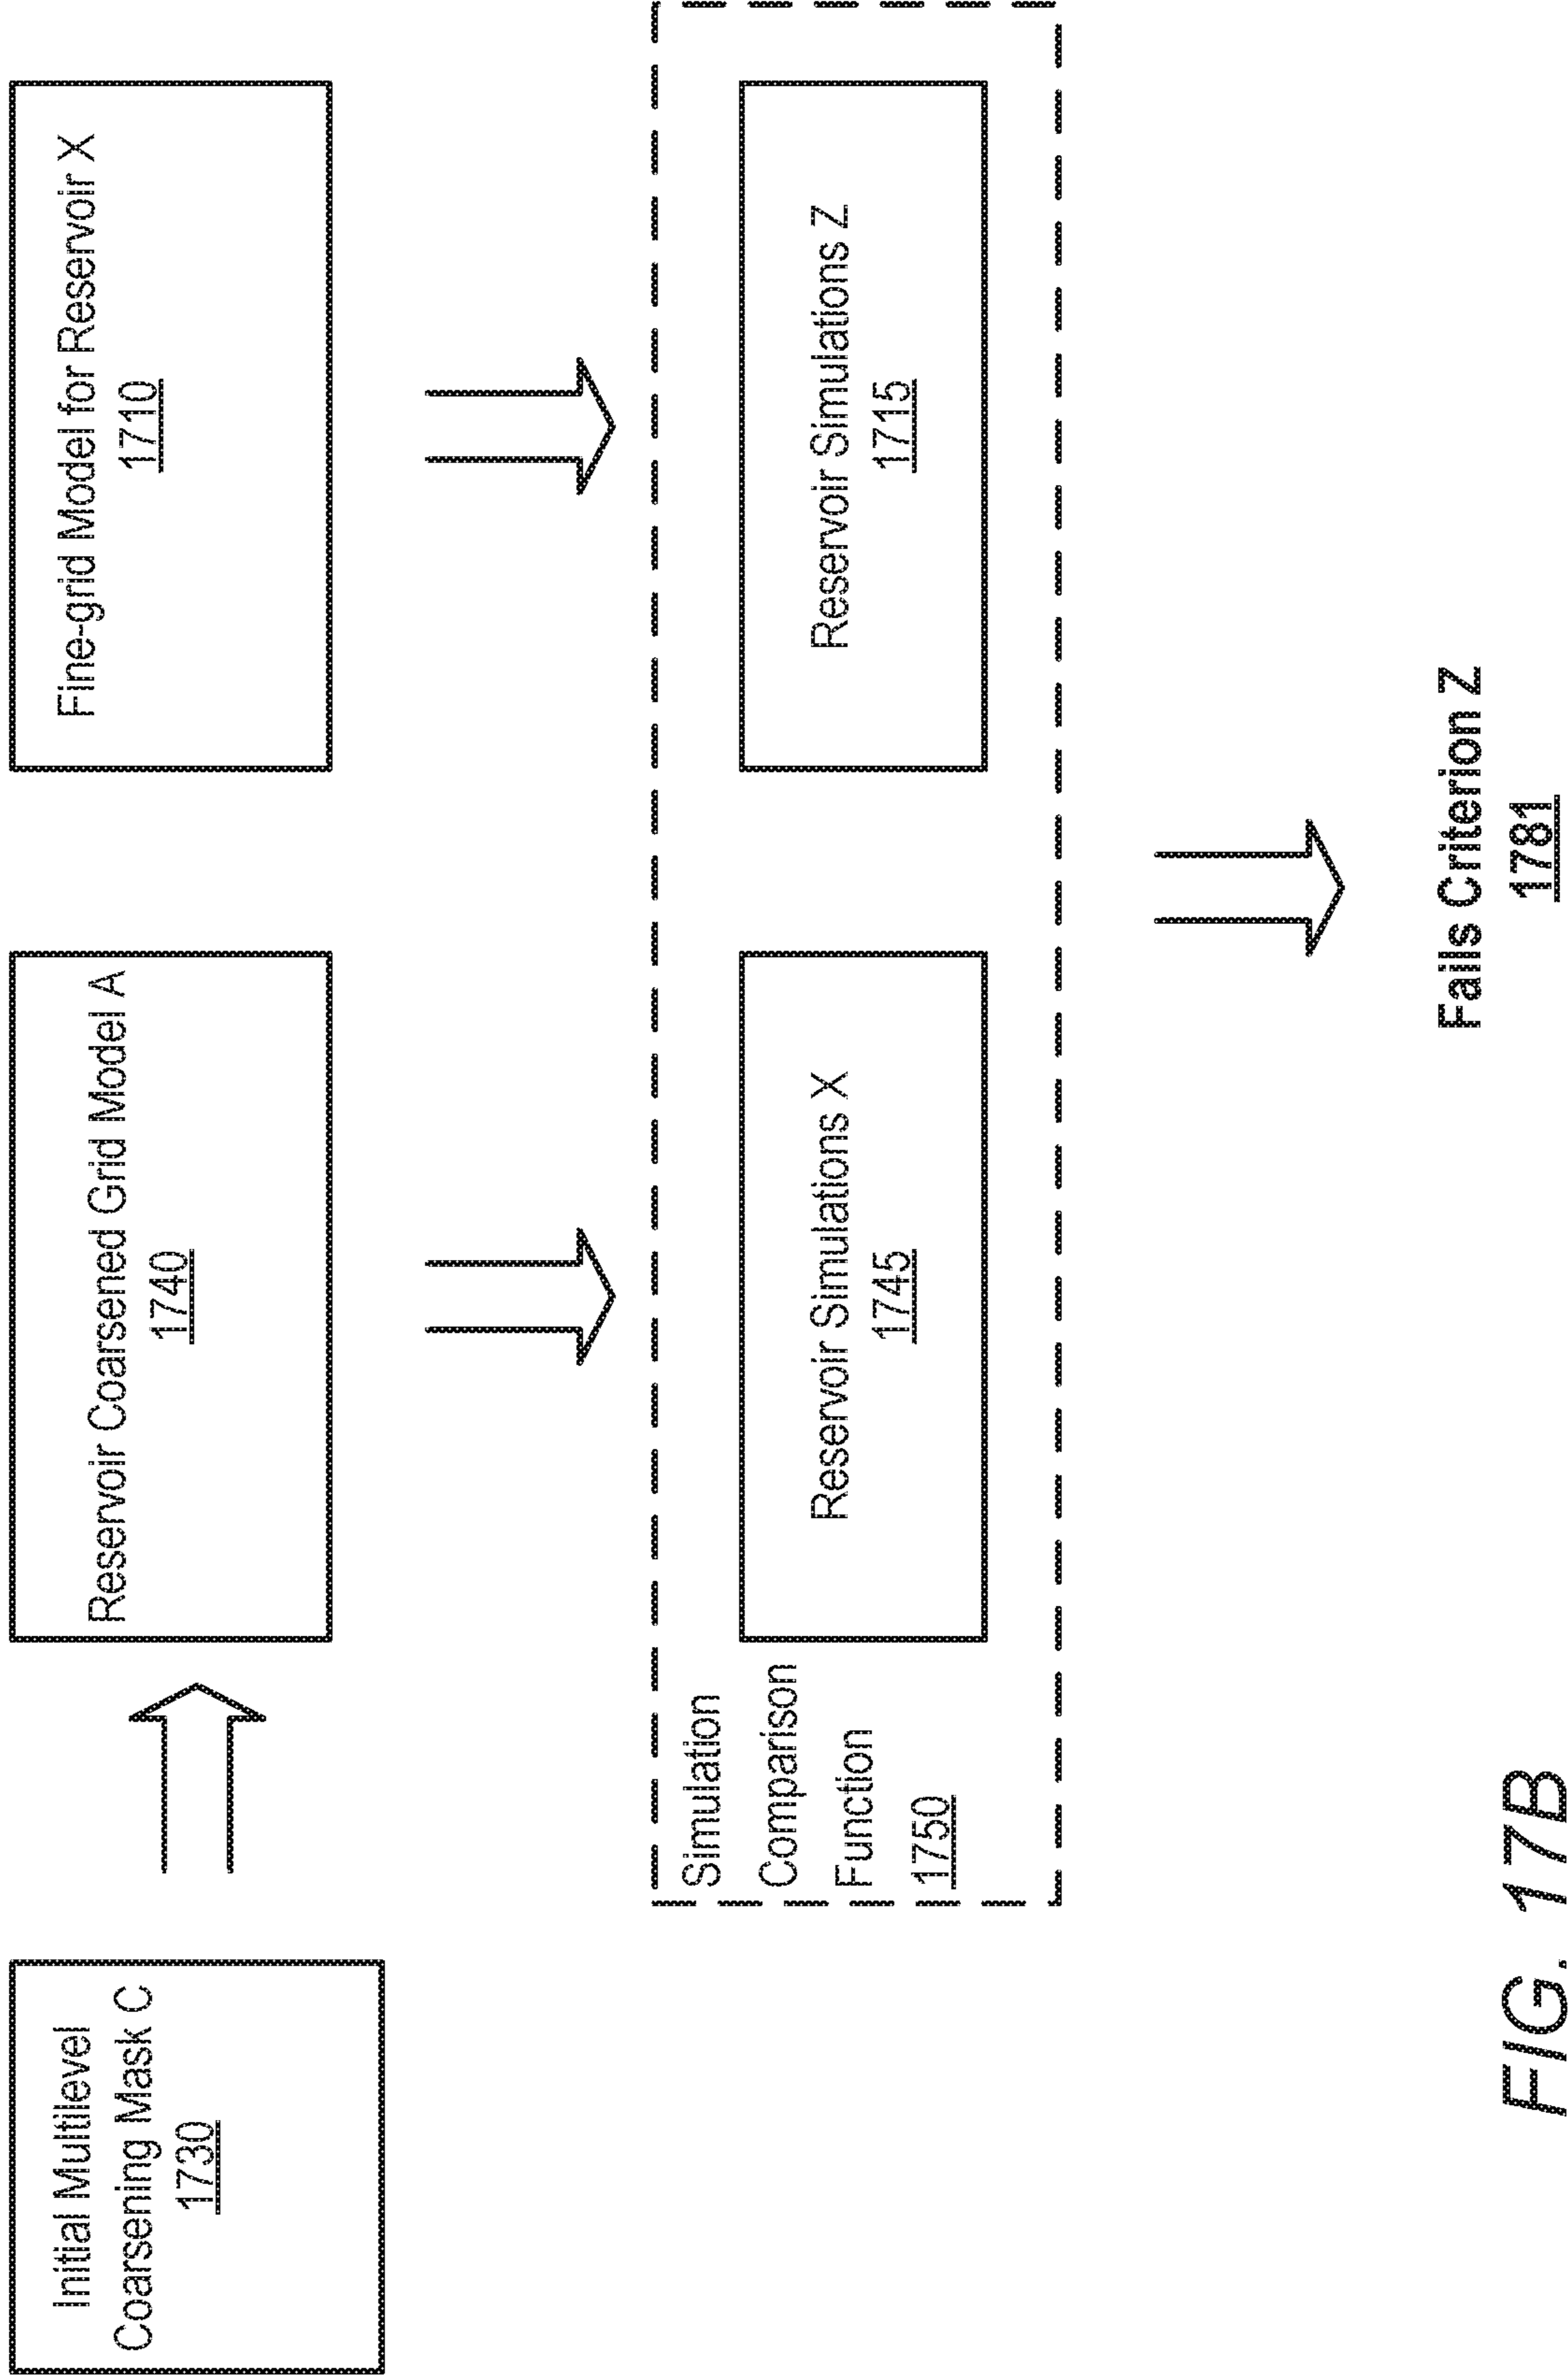 Initial Multilevel
Coarsening Mask C
1730
Reservoir Coarsened Grid Model A
1740
Fine-grid Model for Reservoir X
1710
Simulation
Comparison
Function
1750
Reservoir Simulations X
1745
Reservoir Simulations Z
1715
Fails Criterion Z
1781
FIG. 17B